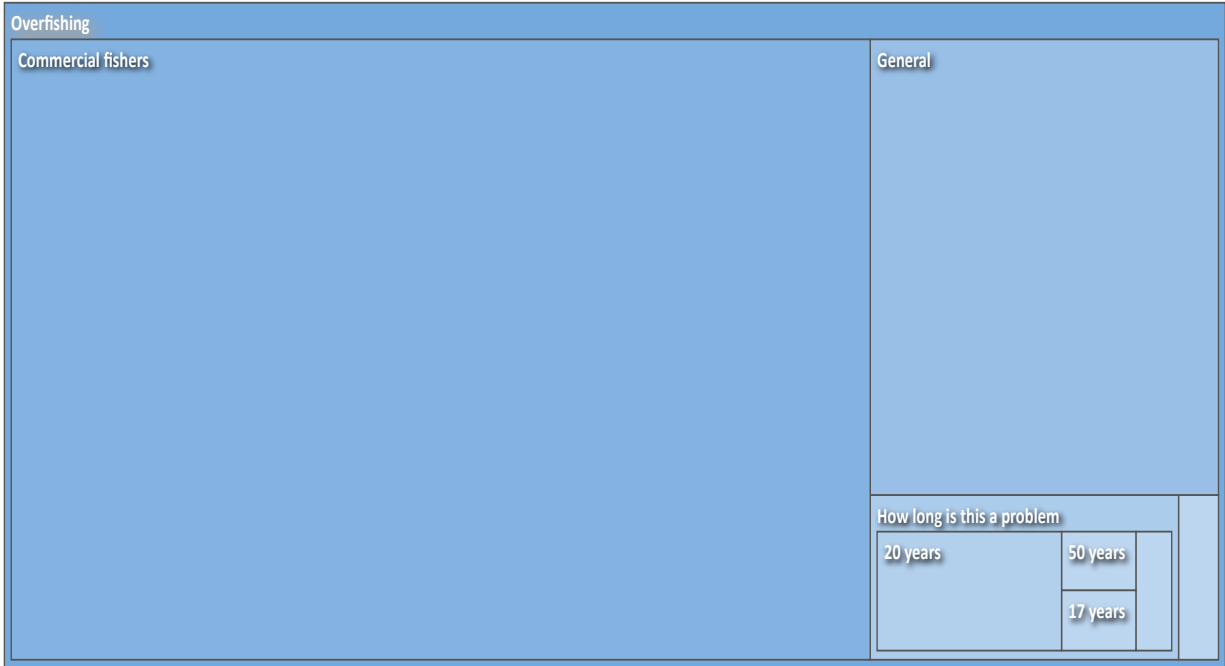 Overfishing
Commercial fishers
General
How long is this a problem
20 years
50 years
17 years